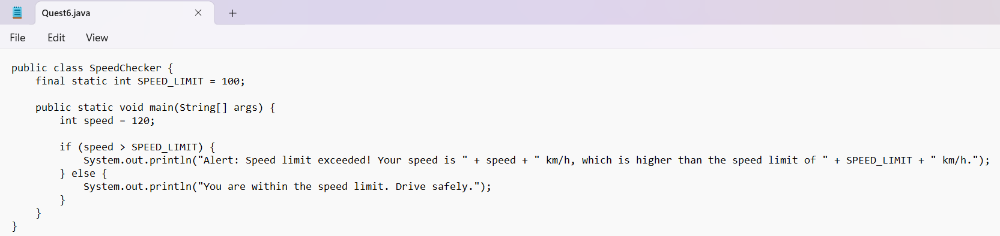 Quest6.java
File Edit View
public class SpeedChecker {
    final static int SPEED_LIMIT = 100;
    public static void main(String[] args) {
        int speed = 120;
        if (speed > SPEED_LIMIT) {
            System.out.println("Alert: Speed limit exceeded! Your speed is " + speed + " km/h, which is higher than the speed limit of " + SPEED_LIMIT + " km/h.");
        } else {
            System.out.println("You are within the speed limit. Drive safely.");
        }
    }
}